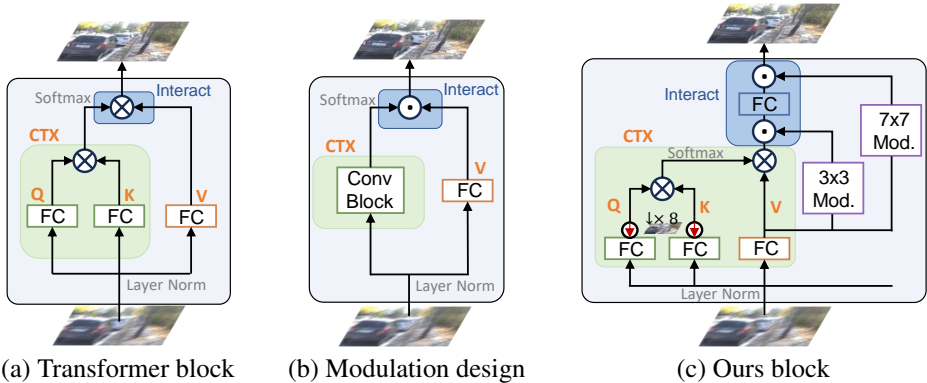 Interact
Softmax
CTX
Q
K
V
FC
FC
FC
Layer Norm
(a) Transformer block
Interact
Softmax
CTX
V
Conv
Block
FC
Layer Norm
(b) Modulation design
Interact
FC
7x7
Mod.
CTX
Softmax
3x3
Mod.
Q
K
V
↓× 8
FC
FC
FC
Layer Norm
(c) Ours block